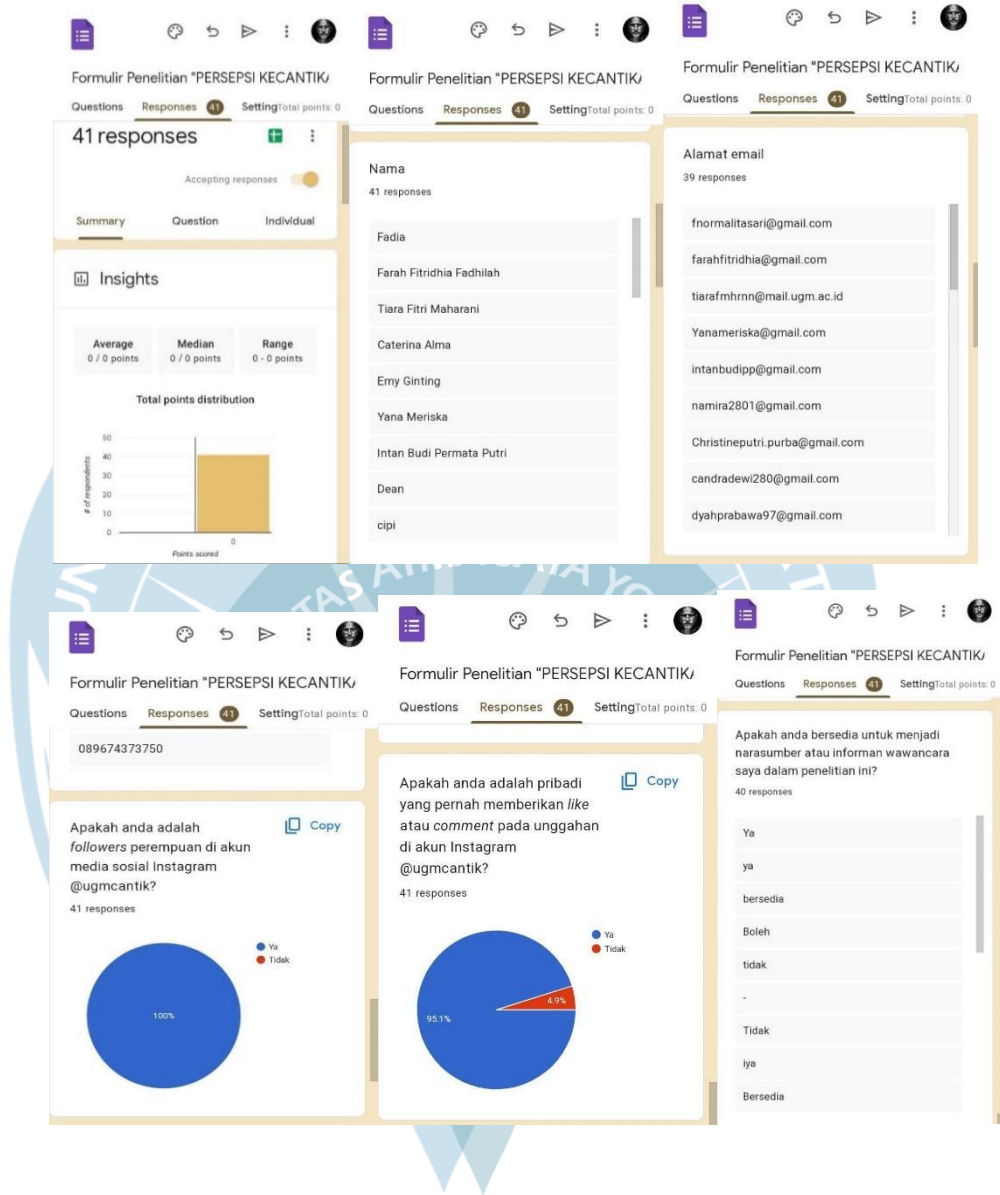 Formulir Penelitian "PERSEPSI KECANTIK
Questions Responses 41 Setting Total points: 0
41 responses
Accepting responses
Summary Question Individual
Insights
Average Median Range
0 / 0 points 0 / 0 points 0 - 0 points
Total points distribution
# of respondents
50
40
30
20
10
0
0
Points scored
Formulir Penelitian "PERSEPSI KECANTIK
Questions Responses 41 Setting Total points: 0
Nama
41 responses
Fadia
Farah Fitridhia Fadhilah
Tiara Fitri Maharani
Caterina Alma
Emy Ginting
Yana Meriska
Intan Budi Permata Putri
Dean
cipi
Formulir Penelitian "PERSEPSI KECANTIK
Questions Responses 41 Setting Total points: 0
Alamat email
39 responses
fnormalitasari@gmail.com
farahfitridhia@gmail.com
tiarafmhrnn@mail.ugm.ac.id
Yanameriska@gmail.com
intanbudipp@gmail.com
namira2801@gmail.com
Christineputri.purba@gmail.com
candradewi280@gmail.com
dyahprabawa97@gmail.com
Formulir Penelitian "PERSEPSI KECANTIK
Questions Responses 41 Setting Total points: 0
089674373750
Apakah anda adalah
followers perempuan di akun
media sosial Instagram
@ugmcantik?
Copy
41 responses
Ya
Tidak
100%
Formulir Penelitian "PERSEPSI KECANTIK
Questions Responses 41 Setting Total points: 0
Apakah anda adalah pribadi
yang pernah memberikan like
atau comment pada unggahan
di akun Instagram
@ugmcantik?
Copy
41 responses
Ya
Tidak
4.9%
95.1%
Formulir Penelitian "PERSEPSI KECANTIK
Questions Responses 41 Setting Total points: 0
Apakah anda bersedia untuk menjadi
narasumber atau informan wawancara
saya dalam penelitian ini?
40 responses
Ya
ya
bersedia
Boleh
tidak
-
Tidak
iya
Bersedia